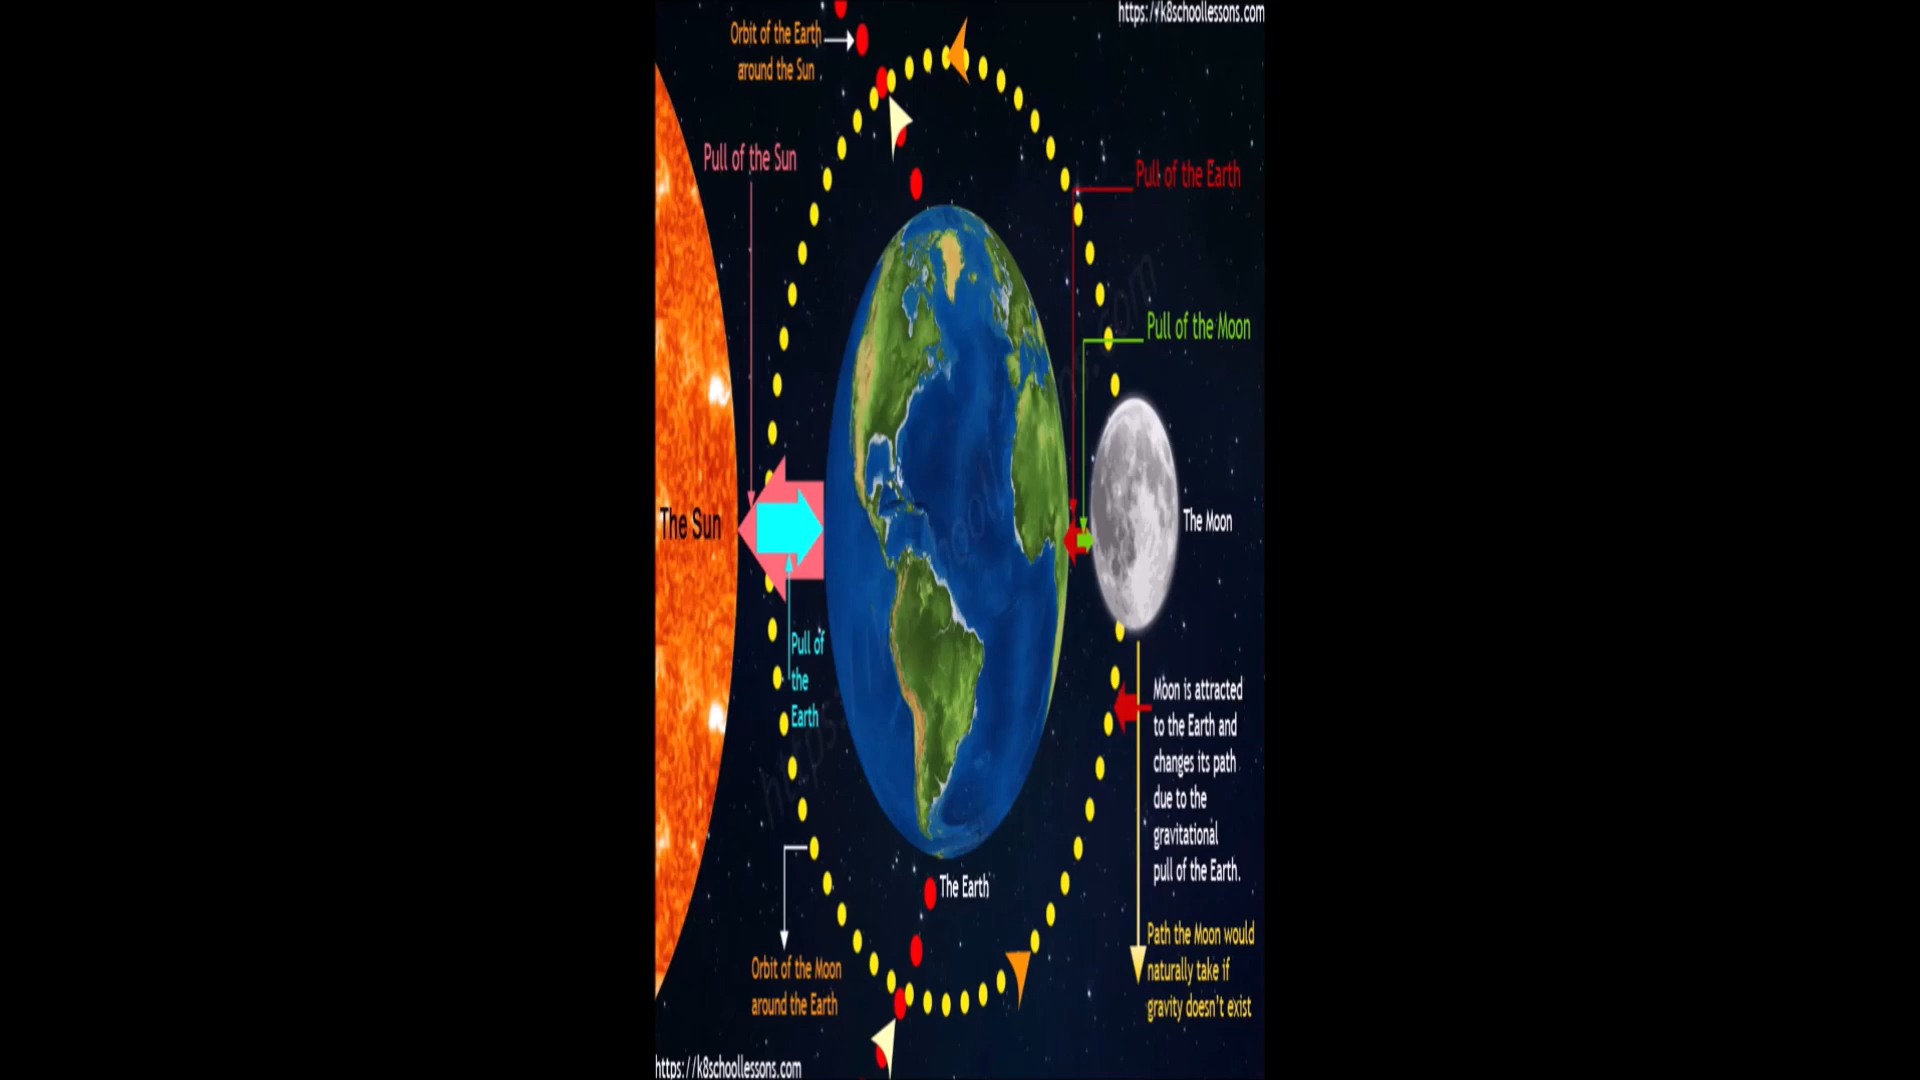 https://k8schoollessons.com
Orbit of the Earth
around the Sun
Pull of the Sun
Pull of the Earth
Pull of the Moon
The Sun
The Moon
Pull of
the
Earth
Moon is attracted
to the Earth and
changes its path
due to the
gravitational
pull of the Earth.
The Earth
Path the Moon would
naturally take if
gravity doesn't exist
Orbit of the Moon
around the Earth
https://k8schoollessons.com